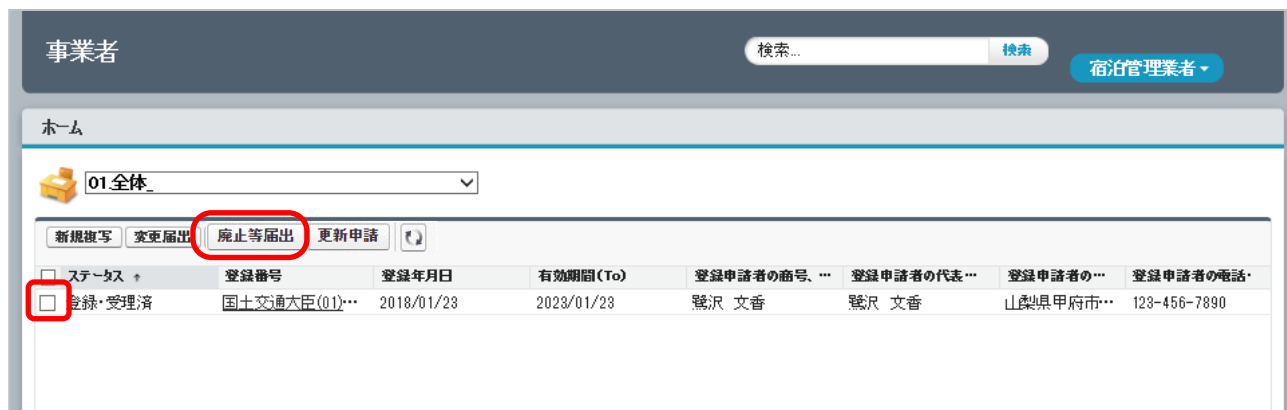 事業者
検索...
検索
宿泊管理業者
ホーム
01.全体_
新規複写 変更届出 廃止等届出 更新申請
ステータス ↑ 登録番号 登録年月日 有効期間(To) 登録申請者の商号、… 登録申請者の代表… 登録申請者の… 登録申請者の電話・
登録・受理済 国土交通大臣(01)… 2018/01/23 2023/01/23 鷺沢 文香 鷺沢 文香 山梨県甲府市… 123-456-7890